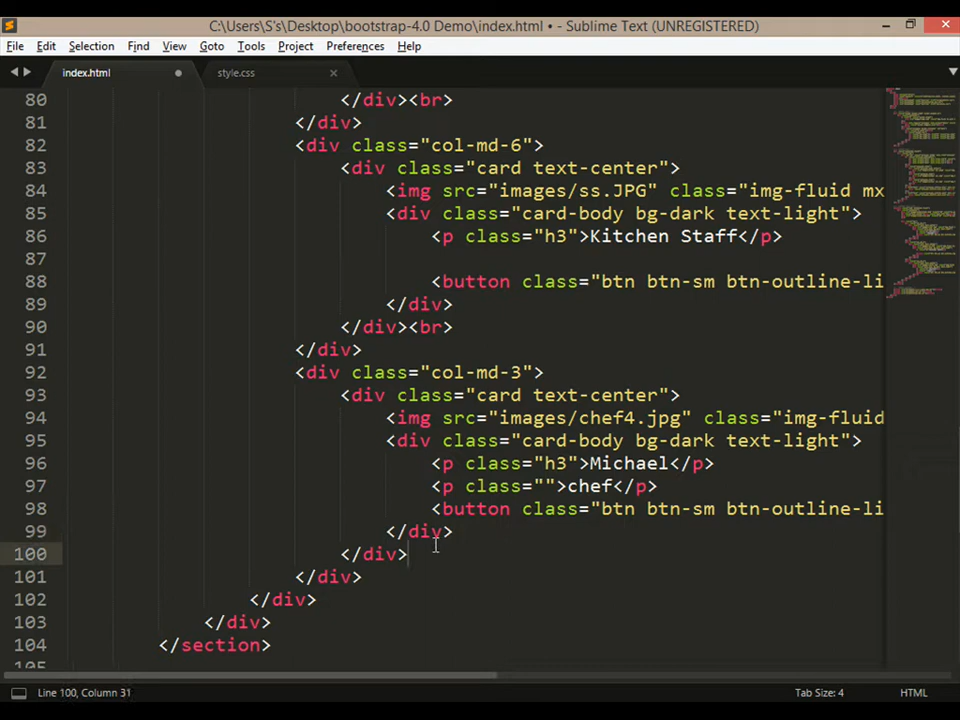 C:\Users\S's\Desktop\bootstrap-4.0 Demo\index.html • - Sublime Text (UNREGISTERED)
File Edit Selection Find View Goto Tools Project Preferences Help
index.html style.css
80 </div><br>
81 </div>
82 <div class="col-md-6">
83 <div class="card text-center">
84 <img src="images/ss.JPG" class="img-fluid mx
85 <div class="card-body bg-dark text-light">
86 <p class="h3">Kitchen Staff</p>
87
88 <button class="btn btn-sm btn-outline-li
89 </div>
90 </div><br>
91 </div>
92 <div class="col-md-3">
93 <div class="card text-center">
94 <img src="images/chef4.jpg" class="img-fluid
95 <div class="card-body bg-dark text-light">
96 <p class="h3">Michael</p>
97 <p class="">chef</p>
98 <button class="btn btn-sm btn-outline-li
99 </div>
100 </div>
101 </div>
102 </div>
103 </div>
104 </section>
105
Line 100, Column 31 Tab Size: 4 HTML